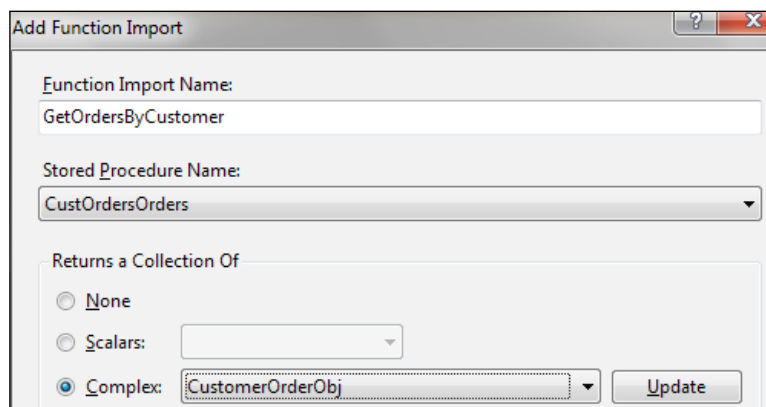 Add Function Import
?
X
Function Import Name:
GetOrdersByCustomer
Stored Procedure Name:
CustOrdersOrders
Returns a Collection Of
None
Scalars:
Complex: CustomerOrderObj Update